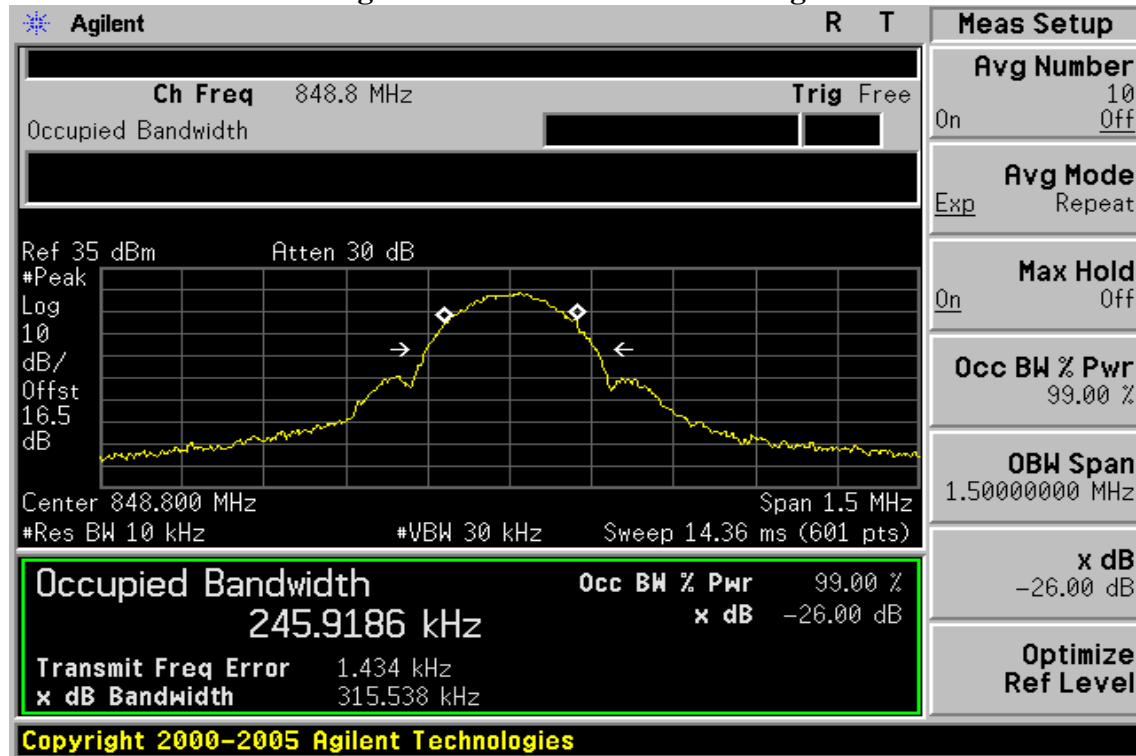 Agilent R T Meas Setup
Ch Freq 848.8 MHz Trig Free
Occupied Bandwidth
Avg Number
10
On Off
Avg Mode
Exp Repeat
Max Hold
On Off
Occ BW % Pwr
99.00 %
OBW Span
1.50000000 MHz
x dB
-26.00 dB
Optimize
Ref Level
Ref 35 dBm Atten 30 dB
#Peak
Log
10
dB/
Offst
16.5
dB
Center 848.800 MHz Span 1.5 MHz
#Res BW 10 kHz #VBW 30 kHz Sweep 14.36 ms (601 pts)
Occupied Bandwidth Occ BW % Pwr 99.00 %
245.9186 kHz x dB -26.00 dB
Transmit Freq Error 1.434 kHz
x dB Bandwidth 315.538 kHz
Copyright 2000-2005 Agilent Technologies